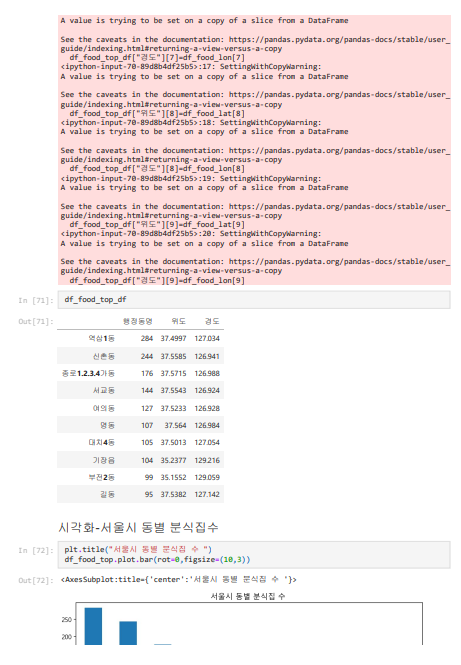 A value is trying to be set on a copy of a slice from a DataFrame
See the caveats in the documentation: https://pandas.pydata.org/pandas-docs/stable/user_
guide/indexing.html#returning-a-view-versus-a-copy
df_food_top_df["경도"][7]=df_food_lon[7]
<ipython-input-70-89d8b4df25b5>:17: SettingWithCopyWarning:
A value is trying to be set on a copy of a slice from a DataFrame
See the caveats in the documentation: https://pandas.pydata.org/pandas-docs/stable/user_
guide/indexing.html#returning-a-view-versus-a-copy
df_food_top_df["위도"][8]=df_food_lat[8]
<ipython-input-70-89d8b4df25b5>:18: SettingWithCopyWarning:
A value is trying to be set on a copy of a slice from a DataFrame
See the caveats in the documentation: https://pandas.pydata.org/pandas-docs/stable/user_
guide/indexing.html#returning-a-view-versus-a-copy
df_food_top_df["경도"][8]=df_food_lon[8]
<ipython-input-70-89d8b4df25b5>:19: SettingWithCopyWarning:
A value is trying to be set on a copy of a slice from a DataFrame
See the caveats in the documentation: https://pandas.pydata.org/pandas-docs/stable/user_
guide/indexing.html#returning-a-view-versus-a-copy
df_food_top_df["위도"][9]=df_food_lat[9]
<ipython-input-70-89d8b4df25b5>:20: SettingWithCopyWarning:
A value is trying to be set on a copy of a slice from a DataFrame
See the caveats in the documentation: https://pandas.pydata.org/pandas-docs/stable/user_
guide/indexing.html#returning-a-view-versus-a-copy
df_food_top_df["경도"][9]=df_food_lon[9]
In [71]: df_food_top_df
Out[71]:
행정동명 위도 경도
역삼1동 284 37.4997 127.034
신촌동 244 37.5585 126.941
종로1.2.3.4가동 176 37.5715 126.988
서교동 144 37.5543 126.924
여의동 127 37.5233 126.928
명동 107 37.564 126.984
대치4동 105 37.5013 127.054
기장읍 104 35.2377 129.216
부전2동 99 35.1552 129.059
길동 95 37.5382 127.142
시각화-서울시 동별 분식집수
In [72]: plt.title("서울시 동별 분식집 수 ")
df_food_top.plot.bar(rot=0,figsize=(10,3))
Out[72]: <AxesSubplot:title={'center':'서울시 동별 분식집 수 '}>
서울시 동별 분식집 수
250
200